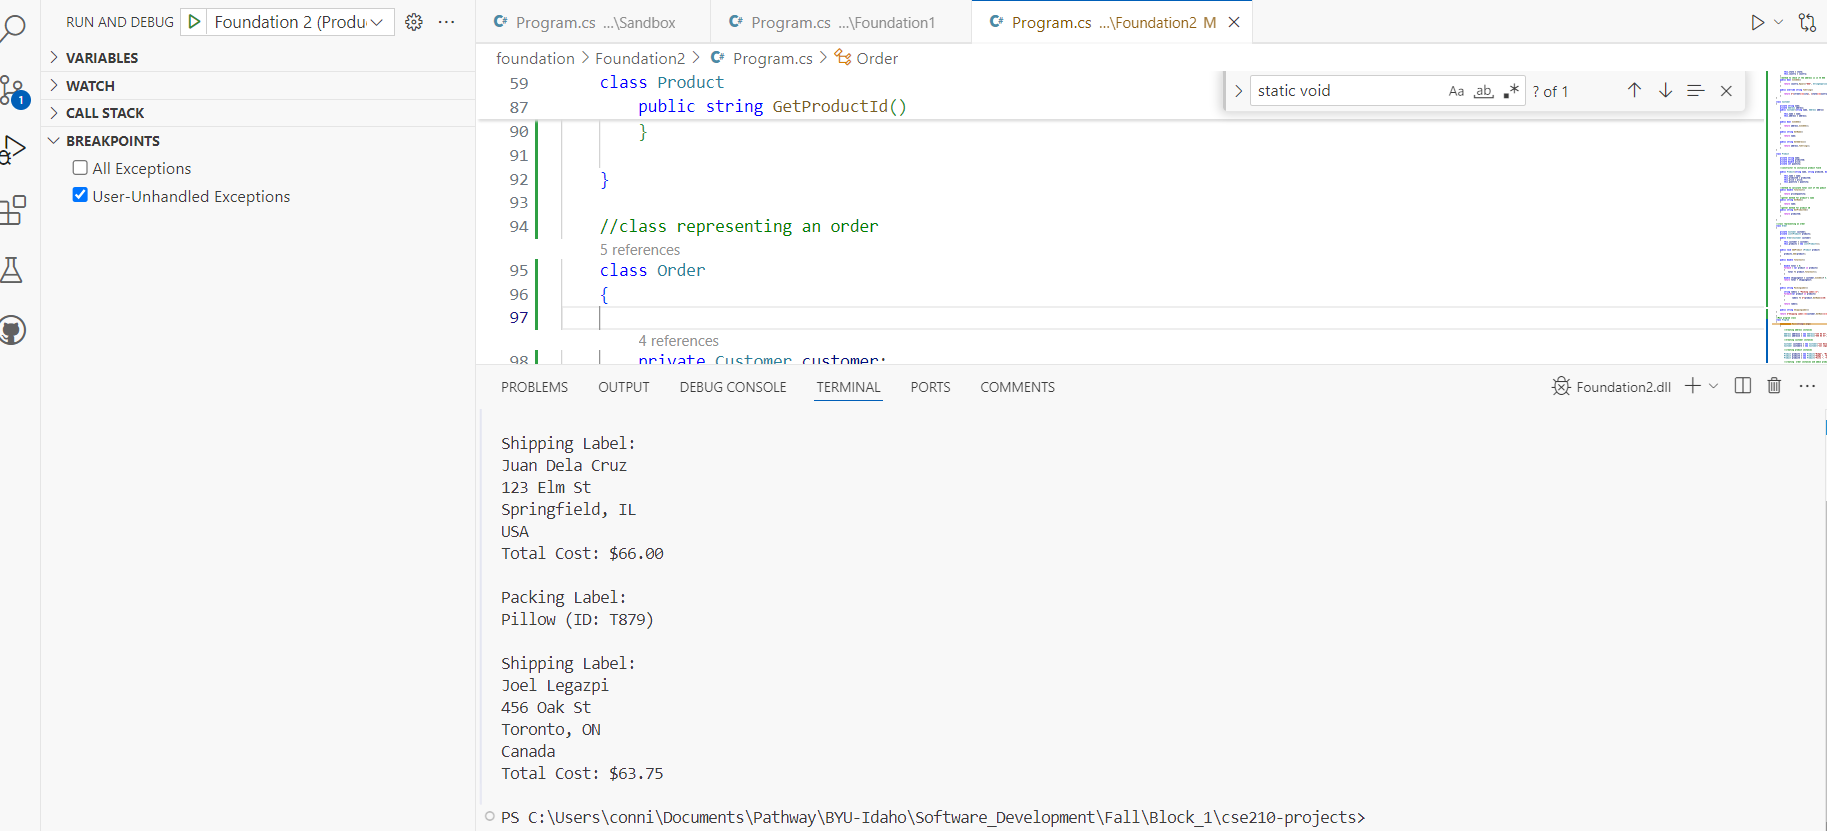 RUN AND DEBUG Foundation 2 (Produ
VARIABLES
WATCH
CALL STACK
BREAKPOINTS
All Exceptions
User-Unhandled Exceptions
1
C# Program.cs ...\Sandbox
C# Program.cs ...\Foundation1
C# Program.cs ...\Foundation2 M
foundation > Foundation2 > C# Program.cs > Order
static void Aa ab .* ? of 1
59 class Product
87 public string GetProductId()
90 }
91
92 }
93
94 //class representing an order
5 references
95 class Order
96 {
97
4 references
98 private Customer customer;
PROBLEMS OUTPUT DEBUG CONSOLE TERMINAL PORTS COMMENTS
Foundation2.dll
Shipping Label:
Juan Dela Cruz
123 Elm St
Springfield, IL
USA
Total Cost: $66.00
Packing Label:
Pillow (ID: T879)
Shipping Label:
Joel Legazpi
456 Oak St
Toronto, ON
Canada
Total Cost: $63.75
PS C:\Users\conni\Documents\Pathway\BYU-Idaho\Software_Development\Fall\Block_1\cse210-projects>